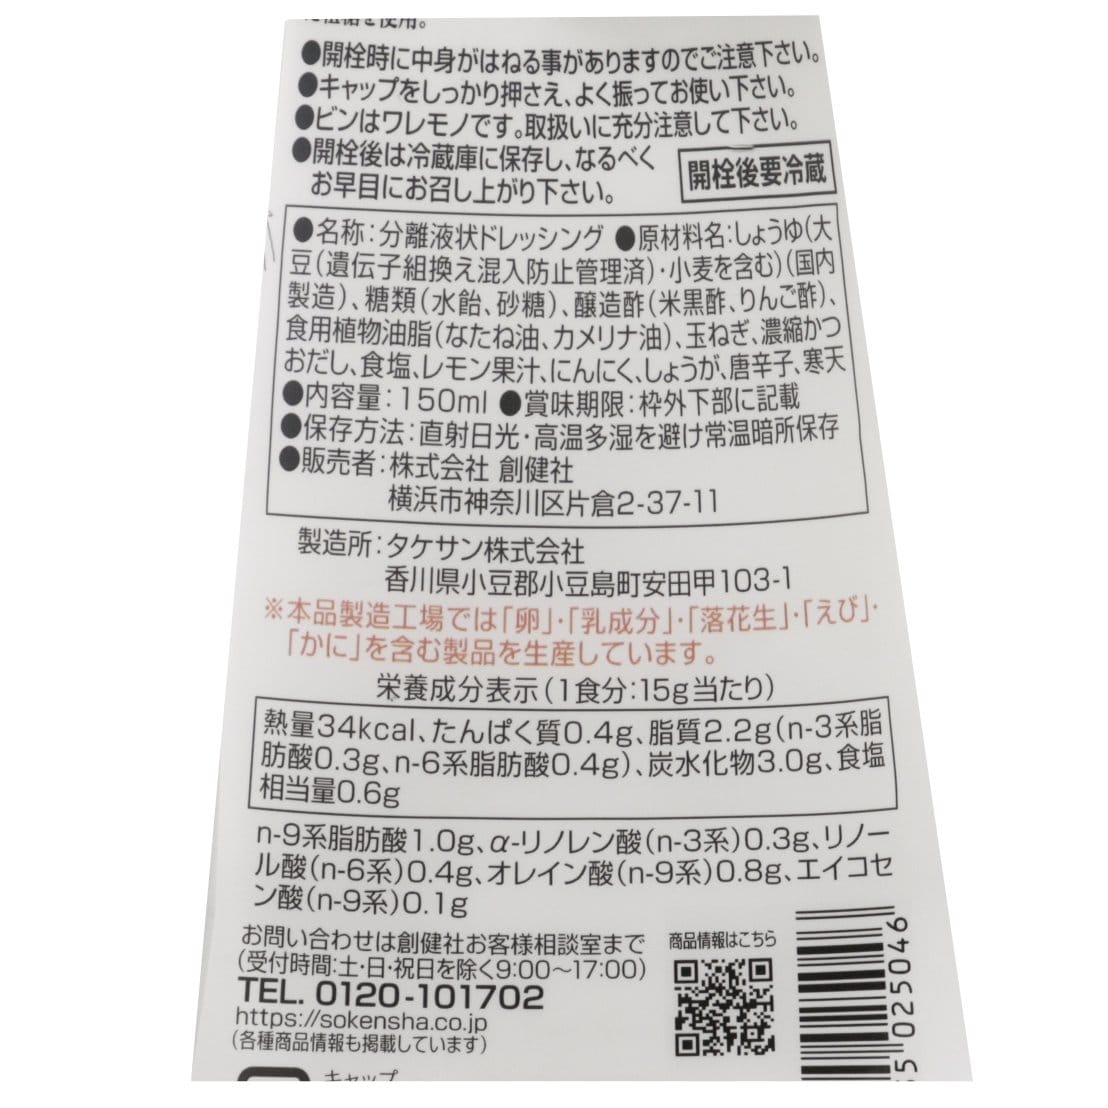 に粗糖を使用。
●開栓時に中身がはねる事がありますのでご注意下さい。
●キャップをしっかり押さえ、よく振ってお使い下さい。
●ビンはワレモノです。取扱いに充分注意して下さい。
●開栓後は冷蔵庫に保存し、なるべく
お早目にお召し上がり下さい。
開栓後要冷蔵
●名称：分離液状ドレッシング ●原材料名：しょうゆ（大
豆（遺伝子組換え混入防止管理済）・小麦を含む）（国内
製造）、糖類（水飴、砂糖）、醸造酢（米黒酢、りんご酢）、
食用植物油脂（なたね油、カメリナ油）、玉ねぎ、濃縮かつ
おだし、食塩、レモン果汁、にんにく、しょうが、唐辛子、寒天
●内容量：150ml ●賞味期限：枠外下部に記載
●保存方法：直射日光・高温多湿を避け常温暗所保存
●販売者：株式会社 創健社
横浜市神奈川区片倉2-37-11
製造所：タケサン株式会社
香川県小豆郡小豆島町安田甲103-1
※本品製造工場では「卵」・「乳成分」・「落花生」・「えび」・
「かに」を含む製品を生産しています。
栄養成分表示（1食分：15g当たり）
熱量34kcal、たんぱく質0.4g、脂質2.2g（n-3系脂
肪酸0.3g、n-6系脂肪酸0.4g）、炭水化物3.0g、食塩
相当量0.6g
n-9系脂肪酸1.0g、α-リノレン酸（n-3系）0.3g、リノー
ル酸（n-6系）0.4g、オレイン酸（n-9系）0.8g、エイコセ
ン酸（n-9系）0.1g
お問い合わせは創健社お客様相談室まで
（受付時間：土・日・祝日を除く9:00～17:00）
TEL. 0120-101702
https://sokensha.co.jp
（各種商品情報も掲載しています）
商品情報はこちら
5 025046
キャップ